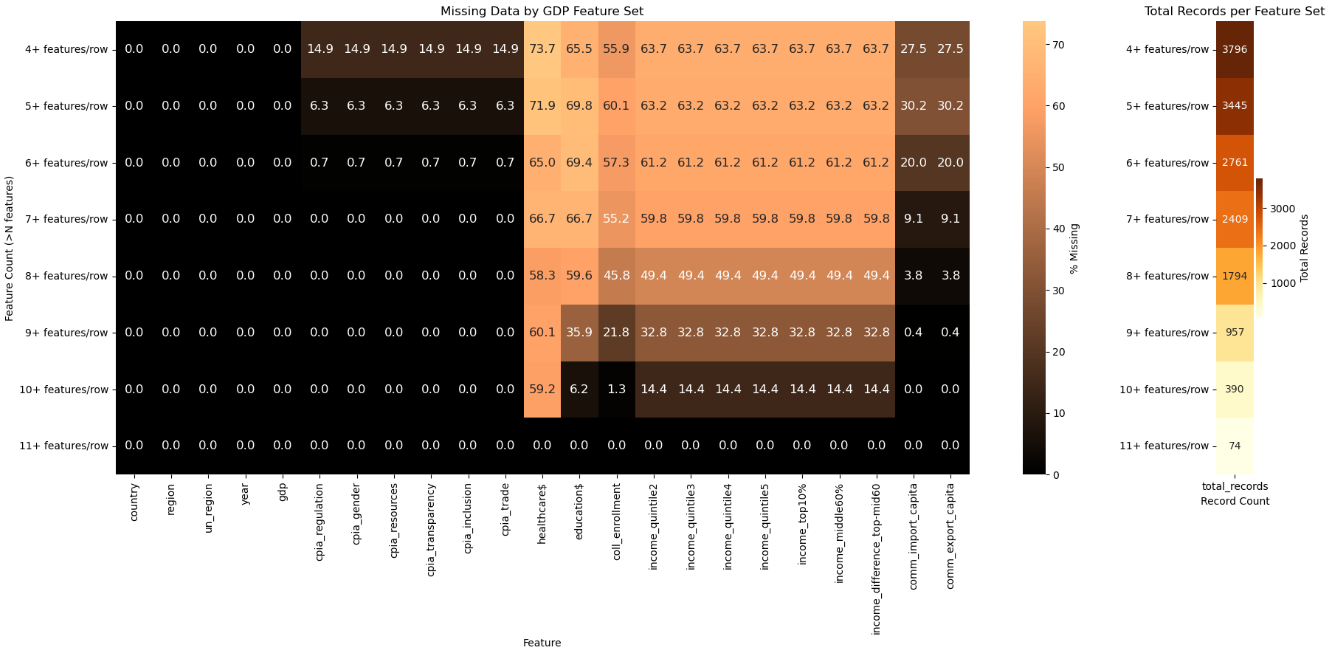 Missing Data by GDP Feature Set
Feature Count (>N features)
4+ features/row 0.0 0.0 0.0 0.0 0.0 14.9 14.9 14.9 14.9 14.9 14.9 73.7 65.5 55.9 63.7 63.7 63.7 63.7 63.7 63.7 63.7 27.5 27.5
5+ features/row 0.0 0.0 0.0 0.0 0.0 6.3 6.3 6.3 6.3 6.3 6.3 71.9 69.8 60.1 63.2 63.2 63.2 63.2 63.2 63.2 63.2 30.2 30.2
6+ features/row 0.0 0.0 0.0 0.0 0.0 0.7 0.7 0.7 0.7 0.7 0.7 65.0 69.4 57.3 61.2 61.2 61.2 61.2 61.2 61.2 61.2 20.0 20.0
7+ features/row 0.0 0.0 0.0 0.0 0.0 0.0 0.0 0.0 0.0 0.0 0.0 66.7 66.7 55.2 59.8 59.8 59.8 59.8 59.8 59.8 59.8 9.1 9.1
8+ features/row 0.0 0.0 0.0 0.0 0.0 0.0 0.0 0.0 0.0 0.0 0.0 58.3 59.6 45.8 49.4 49.4 49.4 49.4 49.4 49.4 49.4 3.8 3.8
9+ features/row 0.0 0.0 0.0 0.0 0.0 0.0 0.0 0.0 0.0 0.0 0.0 60.1 35.9 21.8 32.8 32.8 32.8 32.8 32.8 32.8 32.8 0.4 0.4
10+ features/row 0.0 0.0 0.0 0.0 0.0 0.0 0.0 0.0 0.0 0.0 0.0 59.2 6.2 1.3 14.4 14.4 14.4 14.4 14.4 14.4 14.4 0.0 0.0
11+ features/row 0.0 0.0 0.0 0.0 0.0 0.0 0.0 0.0 0.0 0.0 0.0 0.0 0.0 0.0 0.0 0.0 0.0 0.0 0.0 0.0 0.0 0.0 0.0
country
region
un_region
year
gdp
cpia_regulation
cpia_gender
cpia_resources
cpia_transparency
cpia_inclusion
cpia_trade
healthcare$
education$
coll_enrollment
income_quintile2
income_quintile3
income_quintile4
income_quintile5
income_top10%
income_middle60%
income_difference_top-mid60
comm_import_capita
comm_export_capita
Feature
70
60
50
40
30
20
10
0
% Missing
Total Records per Feature Set
4+ features/row 3796
5+ features/row 3445
6+ features/row 2761
7+ features/row 2409
8+ features/row 1794
9+ features/row 957
10+ features/row 390
11+ features/row 74
total_records
Record Count
3000
2000
1000
Total Records